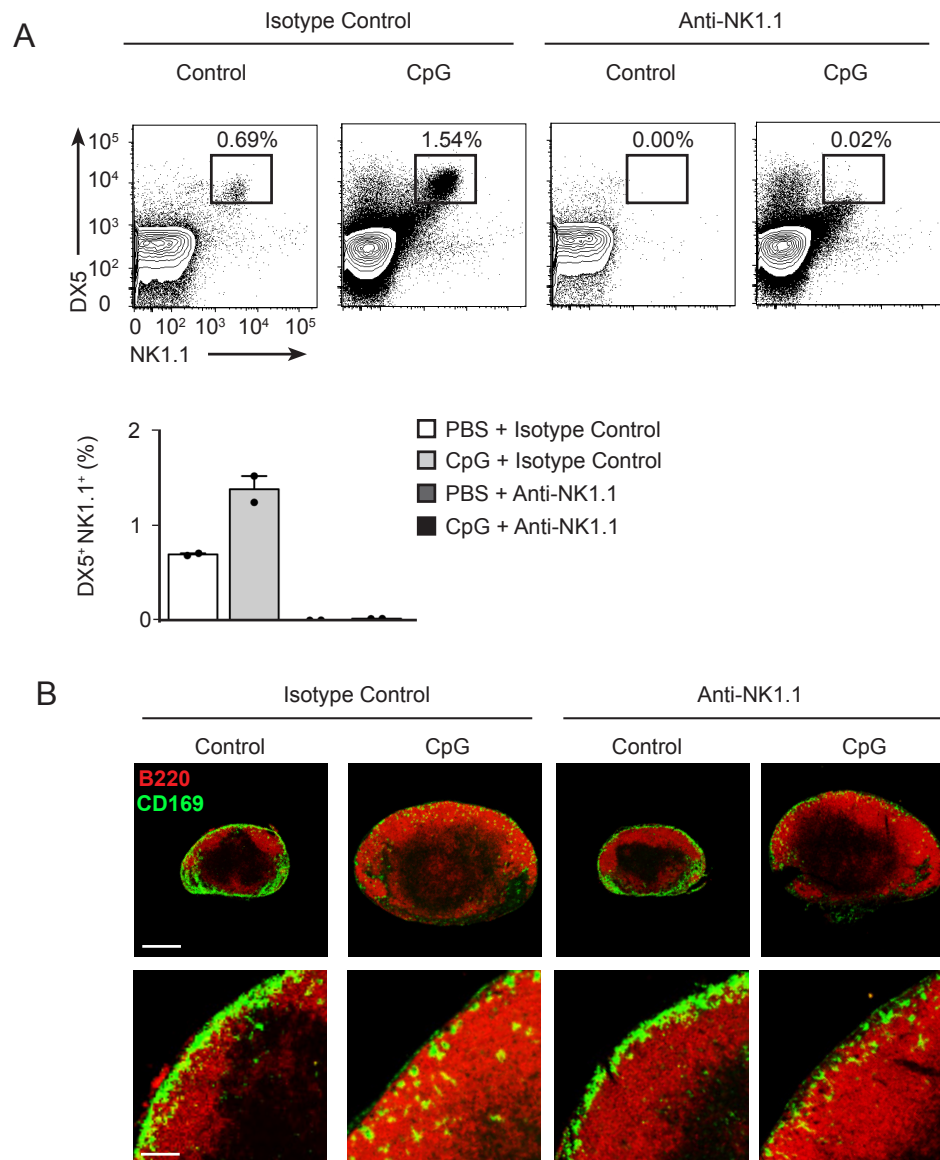 A
Isotype Control
Anti-NK1.1
Control
CpG
Control
CpG
0.69%
1.54%
0.00%
0.02%
10⁵
10⁴
10³
10²
0
DX5
0 10² 10³ 10⁴ 10⁵
NK1.1
DX5⁺ NK1.1⁺ (%)
2
1
0
PBS + Isotype Control
CpG + Isotype Control
PBS + Anti-NK1.1
CpG + Anti-NK1.1
B
Isotype Control
Anti-NK1.1
Control
CpG
Control
CpG
B220
CD169